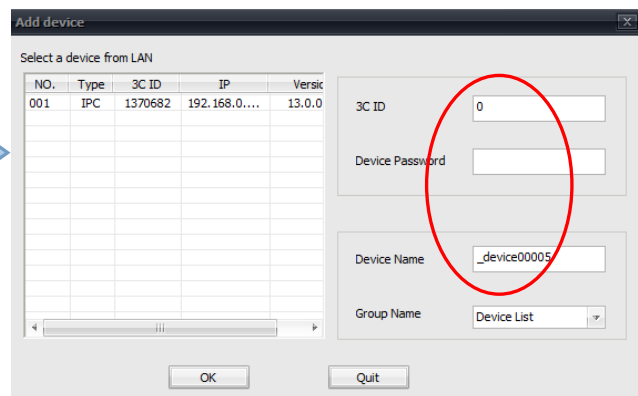 Add device
Select a device from LAN
NO. Type 3C ID IP Versic
001 IPC 1370682 192.168.0.... 13.0.0
3C ID 0
Device Password
Device Name _device00005
Group Name Device List
OK Quit